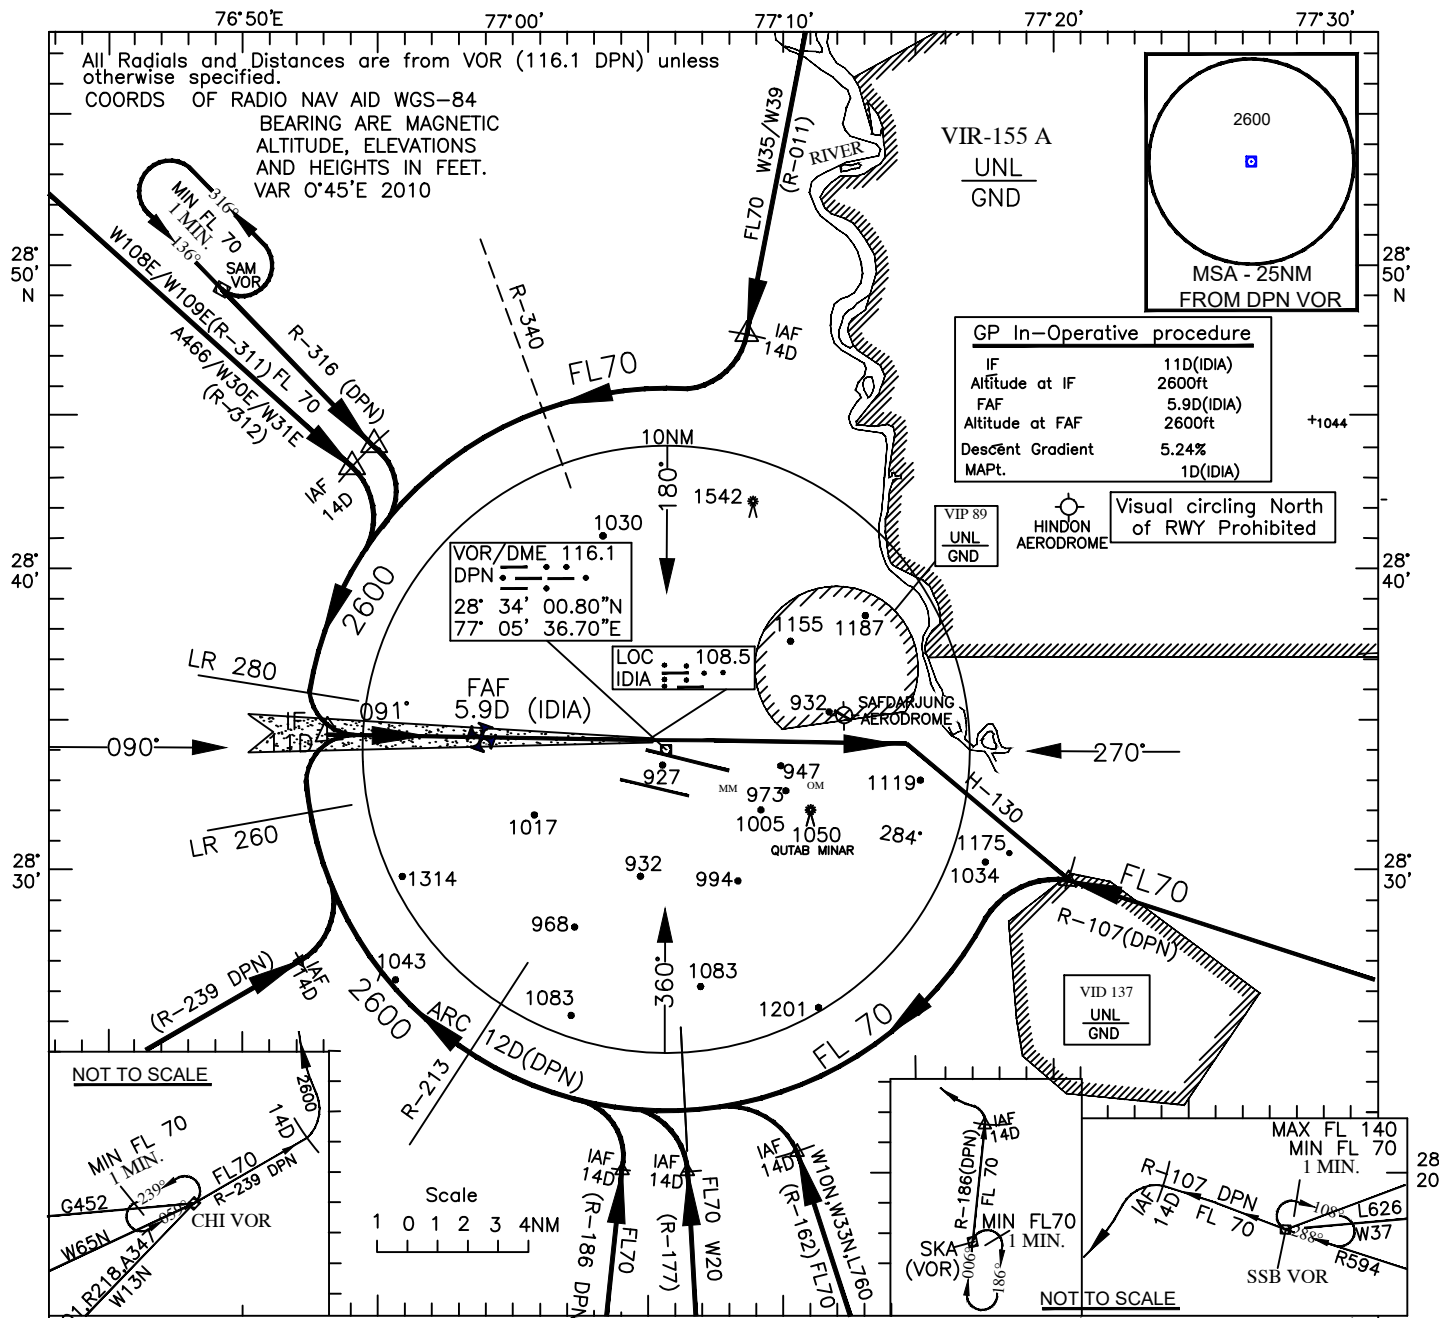 76°50'E
77°00'
77°10'
77°20'
77°30'
All Radials and Distances are from VOR (116.1 DPN) unless
otherwise specified.
COORDS OF RADIO NAV AID WGS-84
BEARING ARE MAGNETIC
ALTITUDE, ELEVATIONS
AND HEIGHTS IN FEET.
VAR 0°45'E 2010
316°
MIN FL 70
1 MIN.
136°
SAM
VOR
W108E/W109E(R-311) FL 70
A466/W30E/W31E
(R-312)
R-316 (DPN)
IAF
14D
R-340
FL70
FL70 W35/W39
(R-011)
IAF
14D
RIVER
VIR-155 A
UNL
GND
2600
MSA - 25NM
FROM DPN VOR
28°
50'
N
28°
50'
N
GP In-Operative procedure
IF 11D(IDIA)
Altitude at IF 2600ft
FAF 5.9D(IDIA)
Altitude at FAF 2600ft
Descent Gradient 5.24%
MAPt. 1D(IDIA)
+1044
VIP 89
UNL
GND
HINDON
AERODROME
Visual circling North
of RWY Prohibited
10NM
180°
1542
1030
28°
40'
28°
40'
VOR/DME 116.1
DPN
28° 34' 00.80"N
77° 05' 36.70"E
LOC 108.5
IDIA
1155
1187
932
SAFDARJUNG
AERODROME
2600
LR 280
FAF
5.9D (IDIA)
IF
11D
091°
090°
270°
927
MM
947
OM
973
1005
1050
QUTAB MINAR
1119
284°
H-130
1017
LR 260
28°
30'
28°
30'
1314
932
994
1175
1034
FL70
R-107(DPN)
968
1043
1083
360°
1083
1201
(R-239 DPN)
IAF
14D
2600
ARC 12D(DPN)
R-213
FL 70
VID 137
UNL
GND
NOT TO SCALE
2600
14D
MIN FL 70
1 MIN.
239°
059°
FL70
R-239 DPN
G452
CHI VOR
W65N
R218,A347
W13N
Scale
1 0 1 2 3 4NM
IAF
14D
(R-186 DPN
FL70
IAF
14D
FL70 W20
(R-177)
IAF
14D
W10N,W33N,L760
(R-162) FL70
IAF
14D
R-186(DPN)
FL 70
MIN FL70
1 MIN.
SKA
(VOR)
006°
186°
NOT TO SCALE
MAX FL 140
MIN FL 70
1 MIN.
R-107 DPN
FL 70
IAF
14D
108°
288°
L626
W37
R594
SSB VOR
28
20